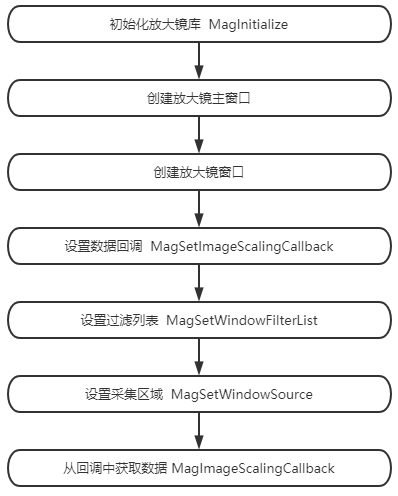 初始化放大镜库 MagInitialize
创建放大镜主窗口
创建放大镜窗口
设置数据回调 MagSetImageScalingCallback
设置过滤列表 MagSetWindowFilterList
设置采集区域 MagSetWindowSource
从回调中获取数据 MagImageScalingCallback